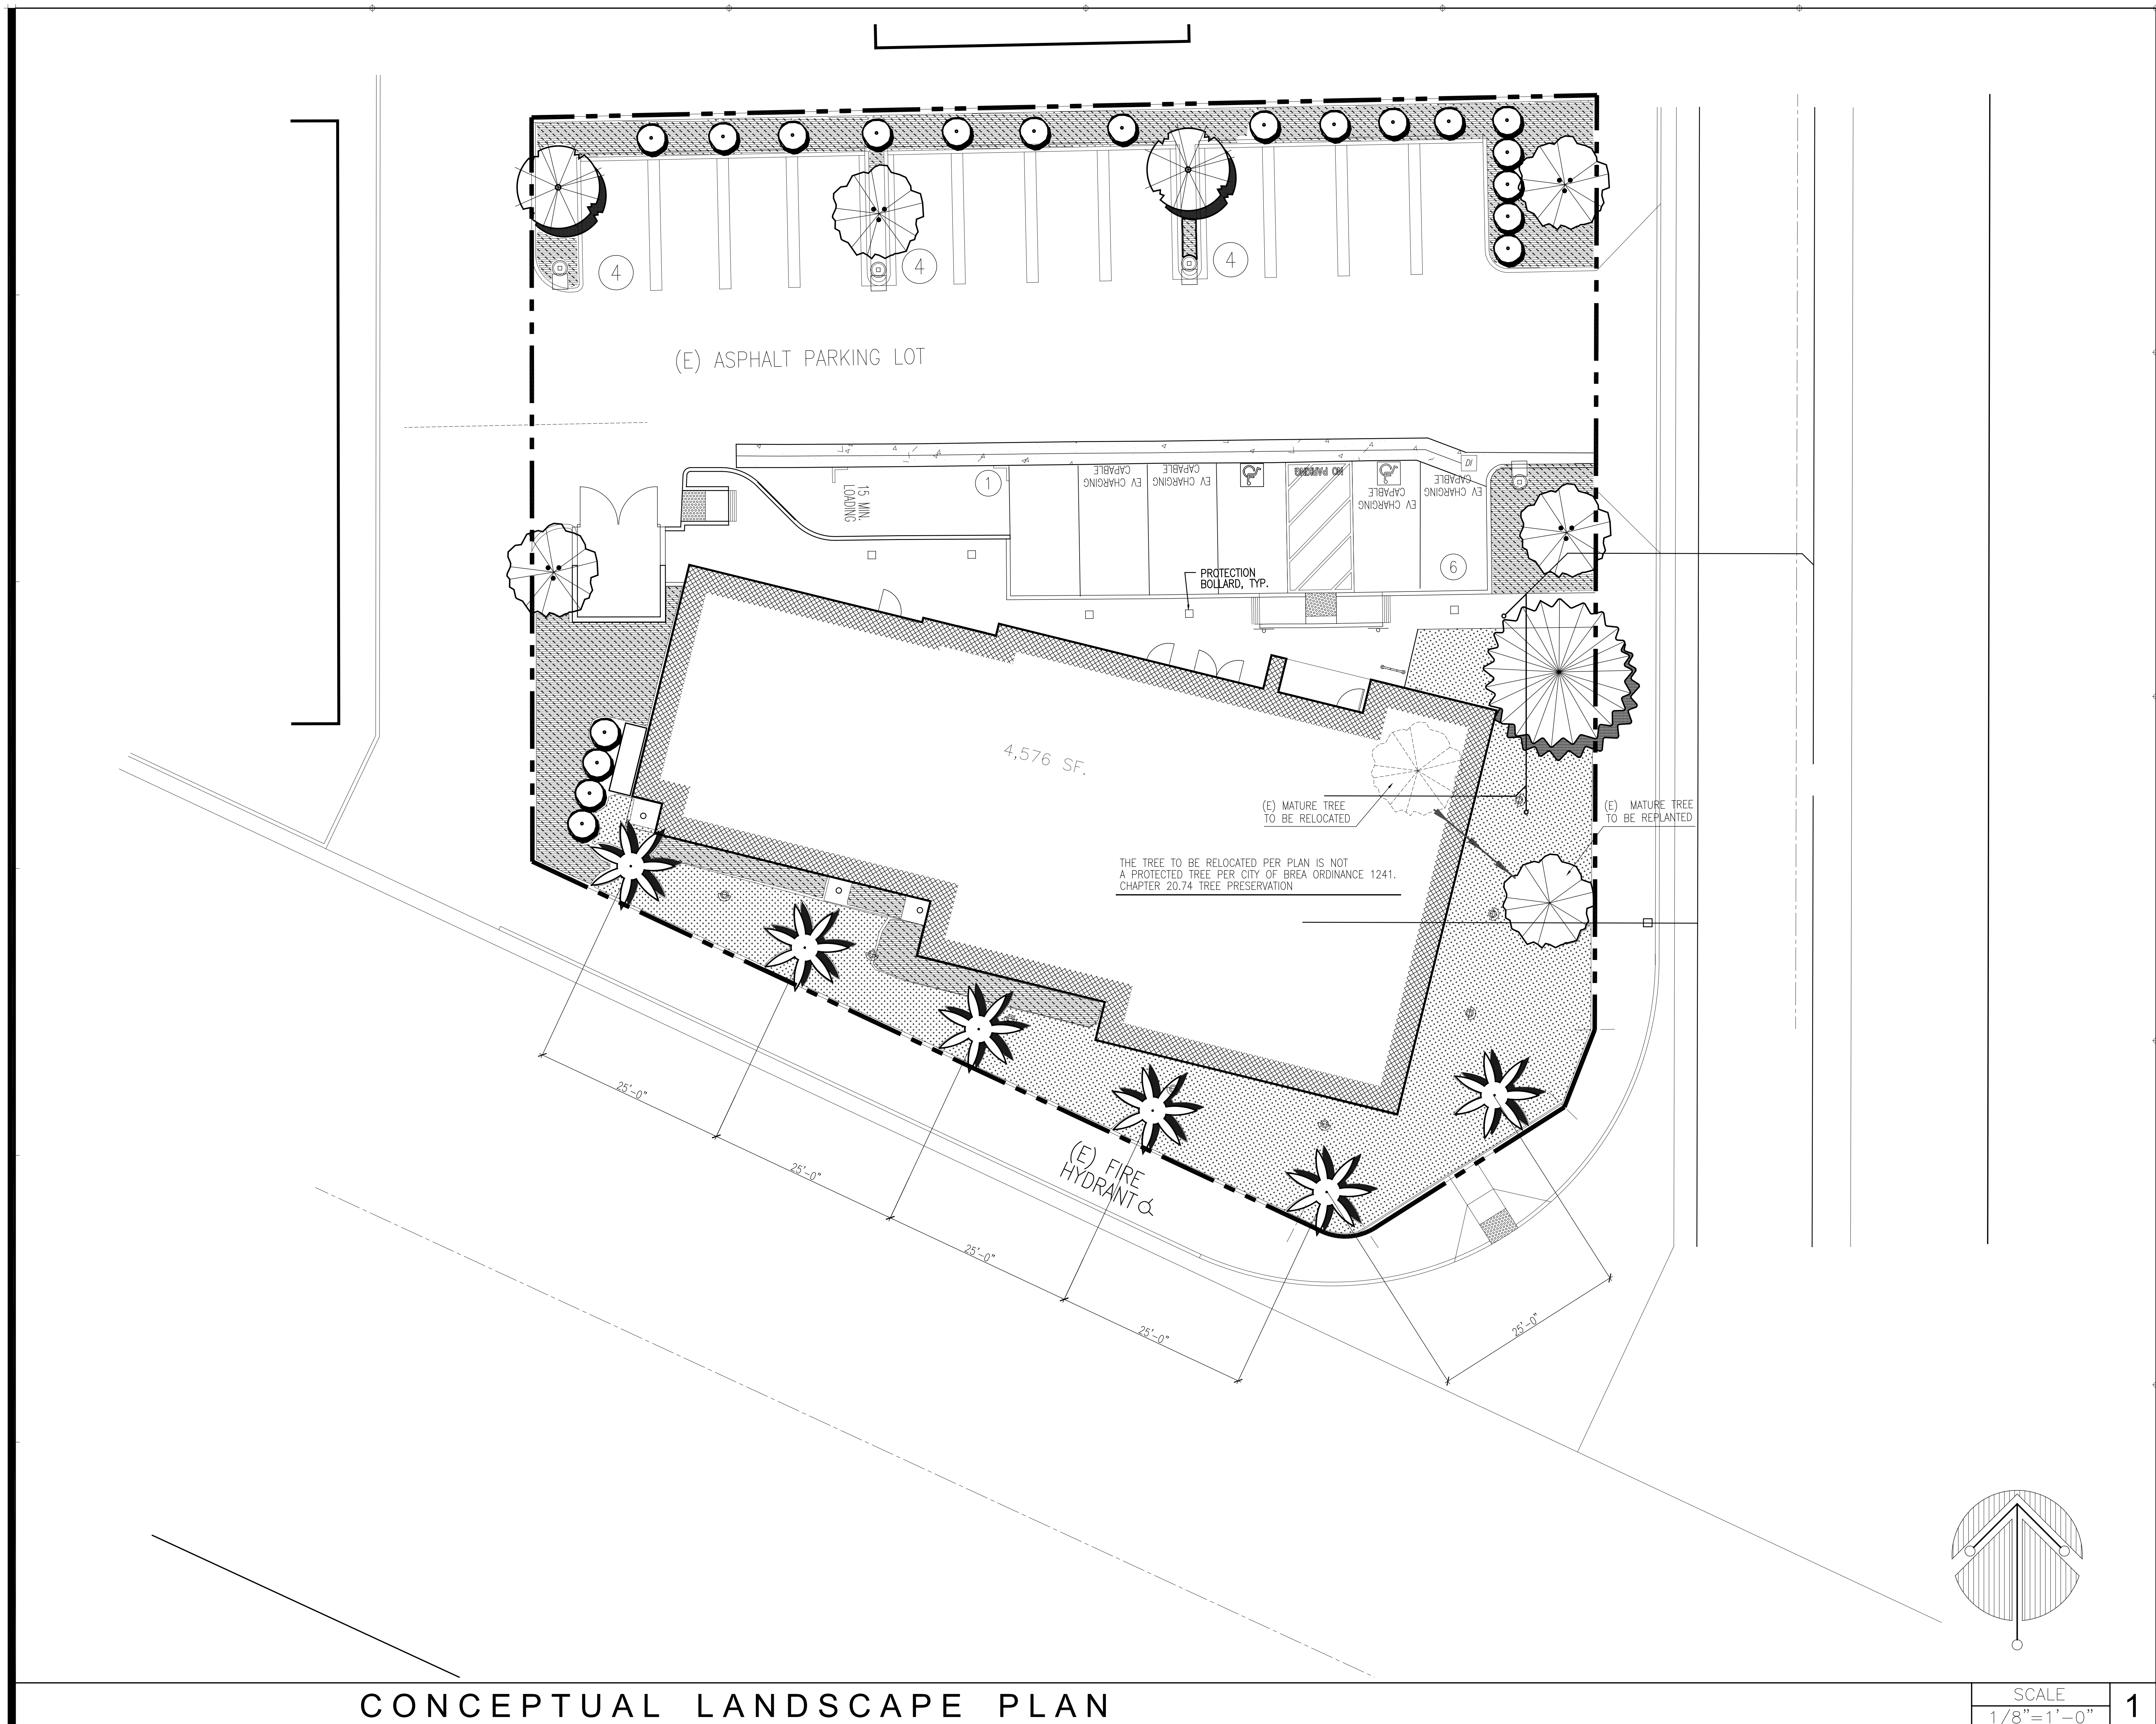 4
4
4
(E) ASPHALT PARKING LOT
15 MIN.
LOADING
1
EV CHARGING
CAPABLE
EV CHARGING
CAPABLE
NO PARKING
EV CHARGING
CAPABLE
EV CHARGING
CAPABLE
DI
6
PROTECTION
BOLLARD, TYP.
4,576 SF.
(E) MATURE TREE
TO BE RELOCATED
(E) MATURE TREE
TO BE REPLANTED
THE TREE TO BE RELOCATED PER PLAN IS NOT
A PROTECTED TREE PER CITY OF BREA ORDINANCE 1241.
CHAPTER 20.74 TREE PRESERVATION
25'-0"
25'-0"
25'-0"
25'-0"
25'-0"
(E) FIRE
HYDRANT
CONCEPTUAL LANDSCAPE PLAN
SCALE
1/8"=1'-0"
1